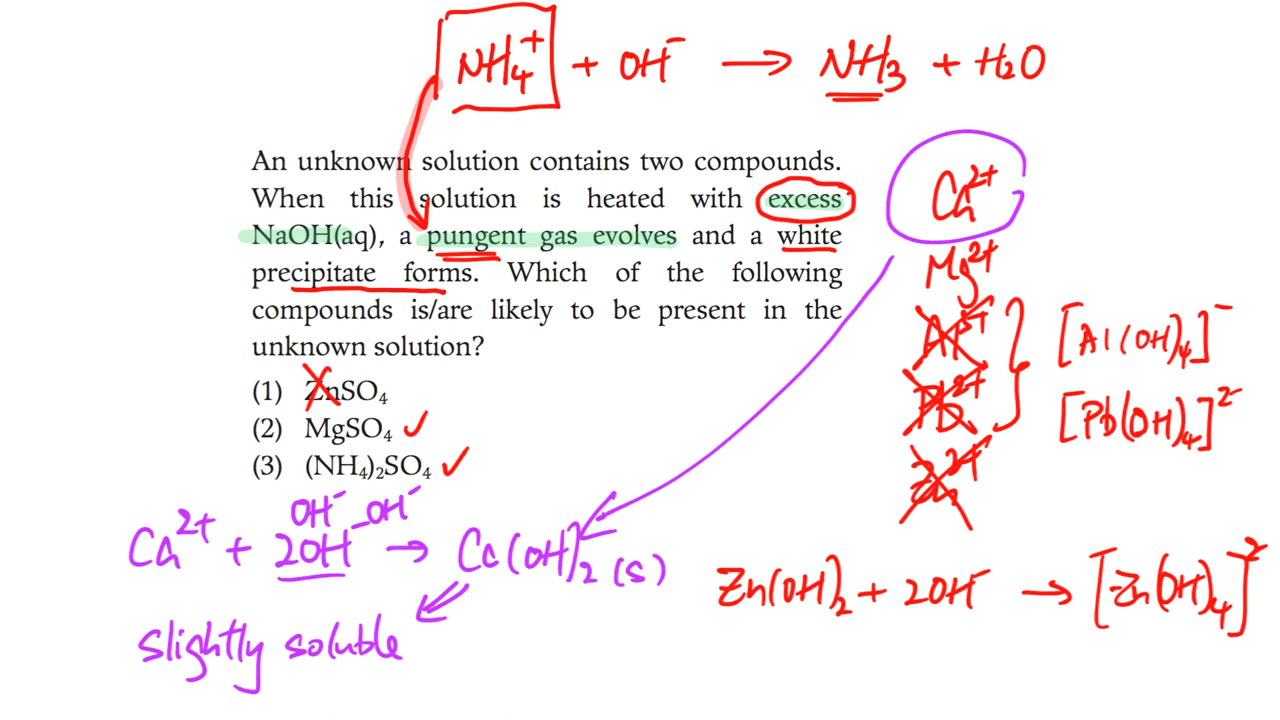 NH₄⁺ + OH⁻ → NH₃ + H₂O
An unknown solution contains two compounds.
When this solution is heated with excess
NaOH(aq), a pungent gas evolves and a white
precipitate forms. Which of the following
compounds is/are likely to be present in the
unknown solution?
(1) ZnSO₄
(2) MgSO₄ ✓
(3) (NH₄)₂SO₄ ✓
Ca²⁺
Mg²⁺
Al³⁺
Pb²⁺
Zn²⁺
[Al(OH)₄]⁻
[Pb(OH)₄]²⁻
OH⁻ OH⁻
Ca²⁺ + 2OH⁻ → Ca(OH)₂(s)
slightly soluble
Zn(OH)₂ + 2OH⁻ → [Zn(OH)₄]²⁻